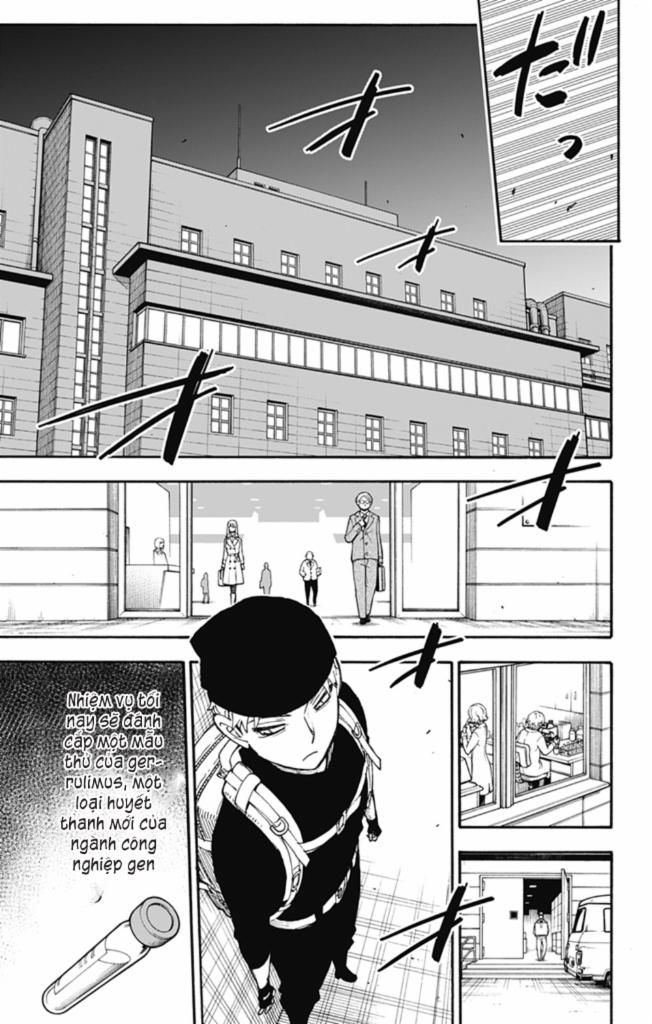 だっ
Nhiệm vụ tối
nay sẽ đánh
cắp một mẫu
thủ của ger-
rulimus, một
loại huyết
thanh mới của
ngành công
nghiệp gen